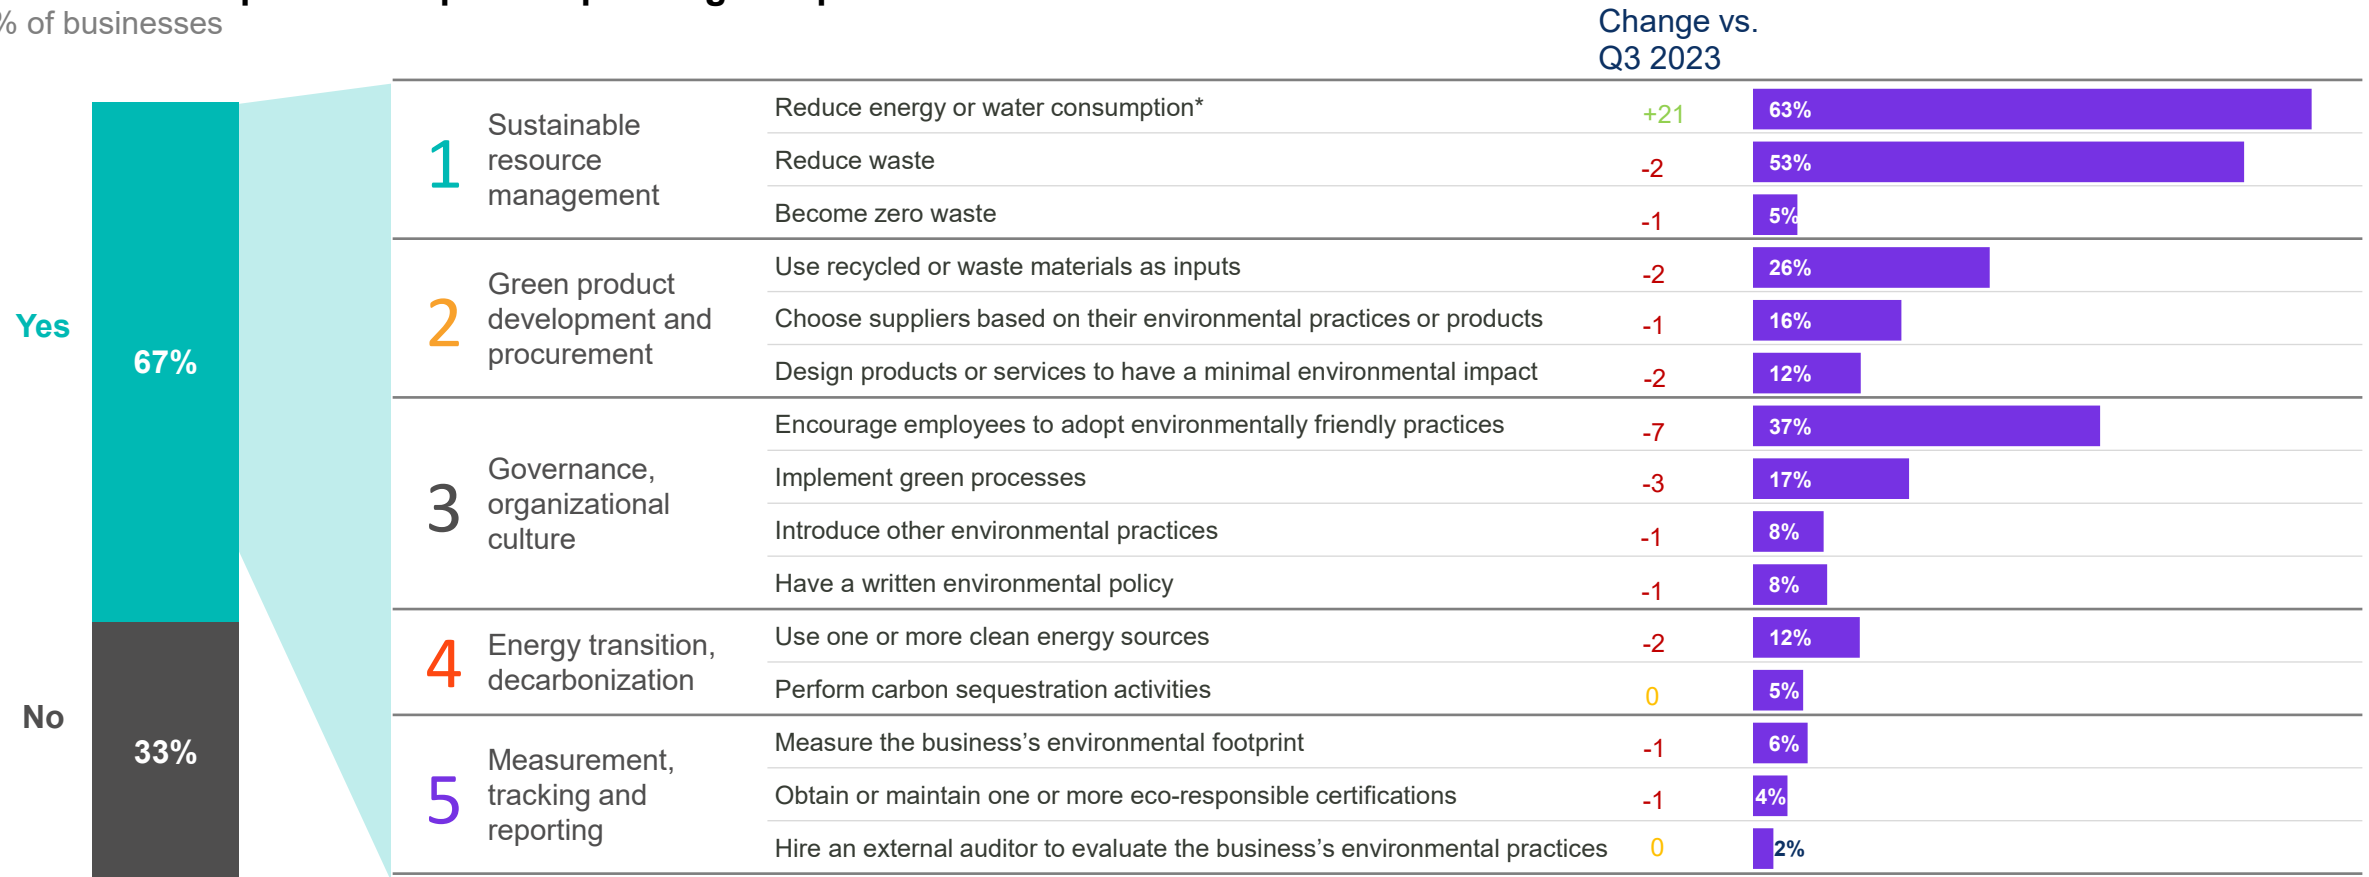 % of businesses
Change vs.
Q3 2023
Yes
67%
No
33%
1
Sustainable
resource
management
Reduce energy or water consumption*
+21
63%
Reduce waste
-2
53%
Become zero waste
-1
5%
2
Green product
development and
procurement
Use recycled or waste materials as inputs
-2
26%
Choose suppliers based on their environmental practices or products
-1
16%
Design products or services to have a minimal environmental impact
-2
12%
3
Governance,
organizational
culture
Encourage employees to adopt environmentally friendly practices
-7
37%
Implement green processes
-3
17%
Introduce other environmental practices
-1
8%
Have a written environmental policy
-1
8%
4
Energy transition,
decarbonization
Use one or more clean energy sources
-2
12%
Perform carbon sequestration activities
0
5%
5
Measurement,
tracking and
reporting
Measure the business’s environmental footprint
-1
6%
Obtain or maintain one or more eco-responsible certifications
-1
4%
Hire an external auditor to evaluate the business’s environmental practices
0
2%